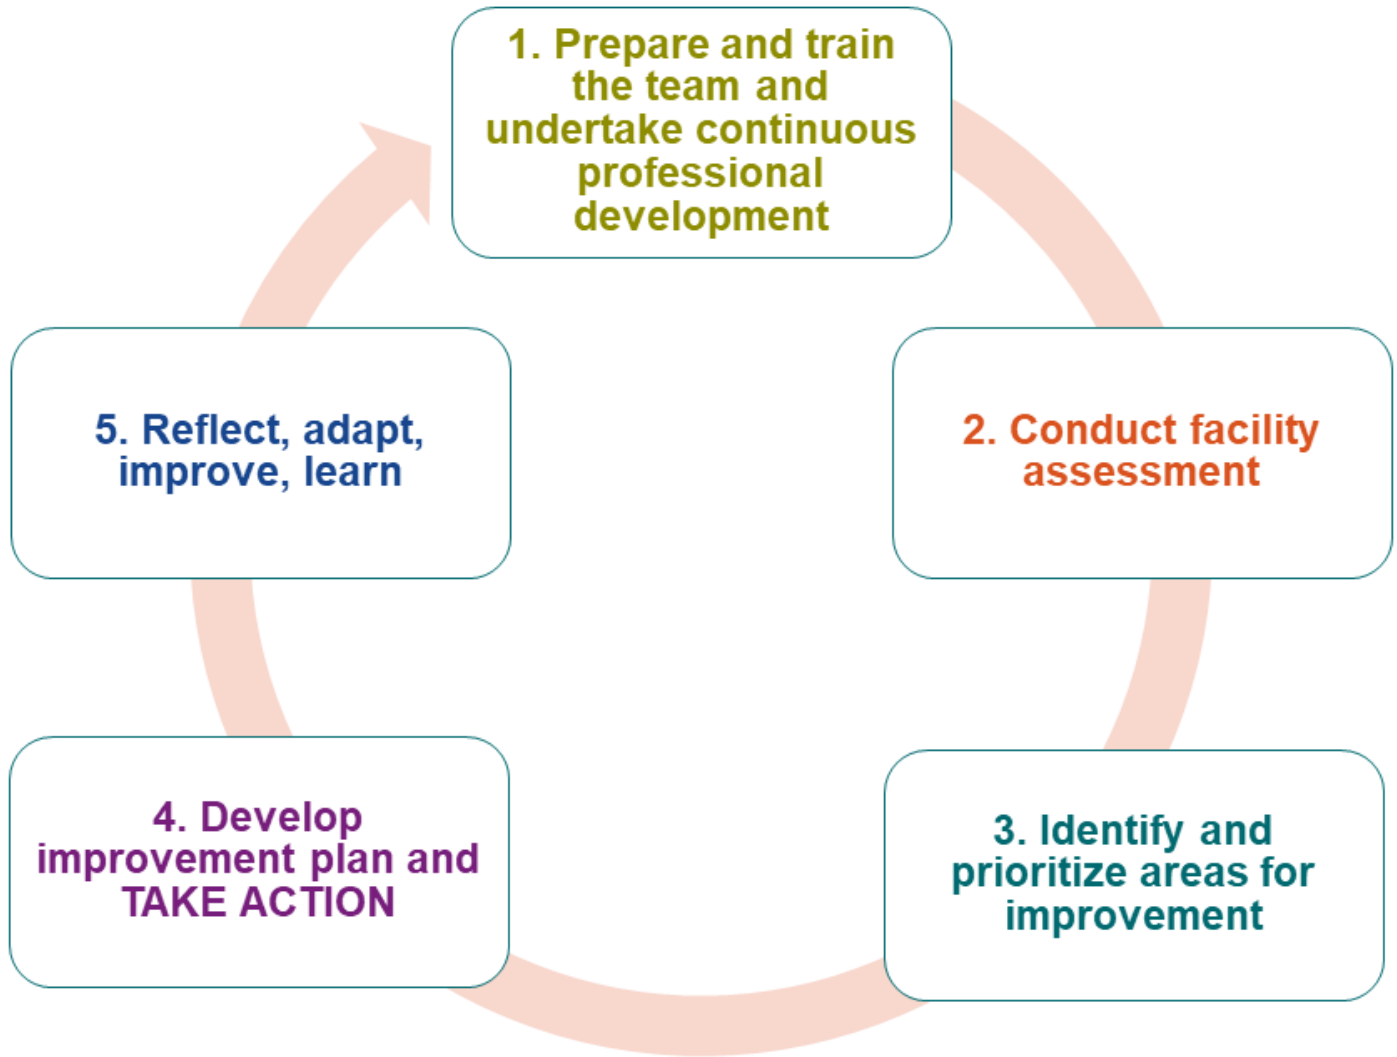 1. Prepare and train
the team and
undertake continuous
professional
development
2. Conduct facility
assessment
3. Identify and
prioritize areas for
improvement
4. Develop
improvement plan and
TAKE ACTION
5. Reflect, adapt,
improve, learn